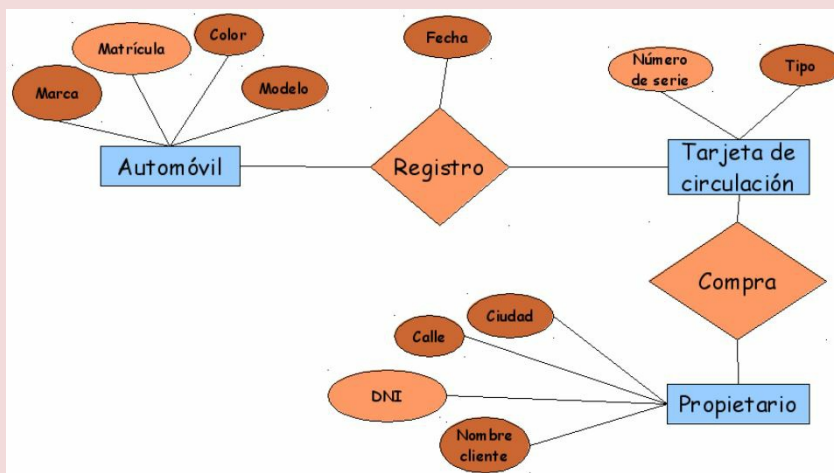 Color
Fecha
Matrícula
Número
de serie
Tipo
Marca
Modelo
Automóvil
Registro
Tarjeta de
circulación
Compra
Ciudad
Calle
DNI
Propietario
Nombre
cliente